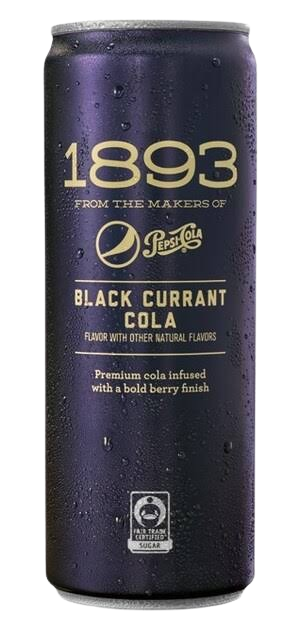 1893
FROM THE MAKERS OF
PEPSI-COLA
BLACK CURRANT
COLA
FLAVOR WITH OTHER NATURAL FLAVORS
Premium cola infused
with a bold berry finish
FAIR TRADE
CERTIFIED
SUGAR